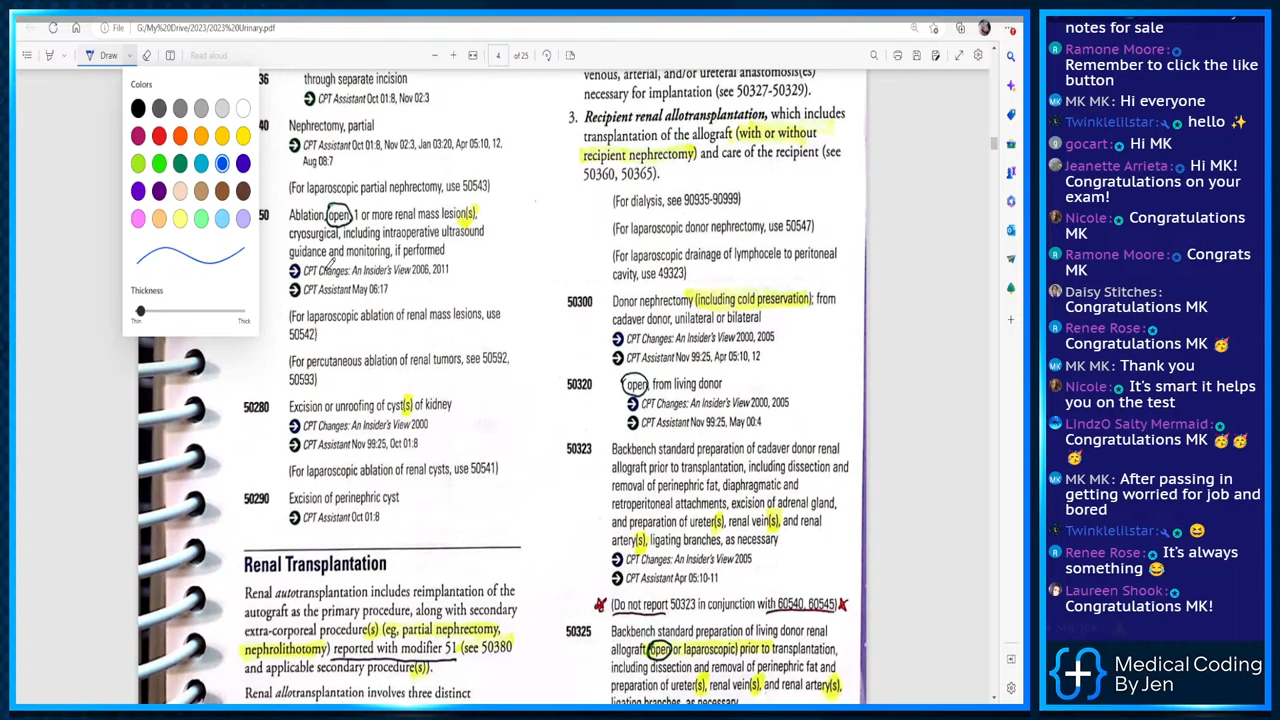 File
G:/My%20Drive/2023/2023%20Urinary.pdf
Draw
Read aloud
4 of 25
Colors
Thickness
Thin
Thick
36
through separate incision
CPT Assistant Oct 01:8, Nov 02:3
40
Nephrectomy, partial
CPT Assistant Oct 01:8, Nov 02:3, Jan 03:20, Apr 05:10, 12,
Aug 08:7
(For laparoscopic partial nephrectomy, use 50543)
50
Ablation, open, 1 or more renal mass lesion(s),
cryosurgical, including intraoperative ultrasound
guidance and monitoring, if performed
CPT Changes: An Insider's View 2006, 2011
CPT Assistant May 06:17
(For laparoscopic ablation of renal mass lesions, use
50542)
(For percutaneous ablation of renal tumors, see 50592,
50593)
50280
Excision or unroofing of cyst(s) of kidney
CPT Changes: An Insider's View 2000
CPT Assistant Nov 99:25, Oct 01:8
(For laparoscopic ablation of renal cysts, use 50541)
50290
Excision of perinephric cyst
CPT Assistant Oct 01:8
Renal Transplantation
Renal autotransplantation includes reimplantation of the
autograft as the primary procedure, along with secondary
extra-corporeal procedure(s) (eg, partial nephrectomy,
nephrolithotomy) reported with modifier 51 (see 50380
and applicable secondary procedure(s)).
Renal allotransplantation involves three distinct
venous, arterial, and/or ureteral anastomosis(es)
necessary for implantation (see 50327-50329).
3. Recipient renal allotransplantation, which includes
transplantation of the allograft (with or without
recipient nephrectomy) and care of the recipient (see
50360, 50365).
(For dialysis, see 90935-90999)
(For laparoscopic donor nephrectomy, use 50547)
(For laparoscopic drainage of lymphocele to peritoneal
cavity, use 49323)
50300
Donor nephrectomy (including cold preservation); from
cadaver donor, unilateral or bilateral
CPT Changes: An Insider's View 2000, 2005
CPT Assistant Nov 99:25, Apr 05:10, 12
50320
open, from living donor
CPT Changes: An Insider's View 2000, 2005
CPT Assistant Nov 99:25, May 00:4
50323
Backbench standard preparation of cadaver donor renal
allograft prior to transplantation, including dissection and
removal of perinephric fat, diaphragmatic and
retroperitoneal attachments, excision of adrenal gland,
and preparation of ureter(s), renal vein(s), and renal
artery(s), ligating branches, as necessary
CPT Changes: An Insider's View 2005
CPT Assistant Apr 05:10-11
(Do not report 50323 in conjunction with 60540, 60545)
50325
Backbench standard preparation of living donor renal
allograft (open or laparoscopic) prior to transplantation,
including dissection and removal of perinephric fat and
preparation of ureter(s), renal vein(s), and renal artery(s),
ligating branches, as necessary
notes for sale
Ramone Moore:
Remember to click the like
button
MK MK: Hi everyone
Twinklelilstar: hello ✨
gocart: Hi MK
Jeanette Arrieta: Hi MK!
Congratulations on your
exam!
Nicole: Congratulations
Ramone Moore: Congrats
MK
Daisy Stitches:
Congratulations MK
Renee Rose:
Congratulations MK 🥳
MK MK: Thank you
Nicole: It's smart it helps
you on the test
LindzO Salty Mermaid:
Congratulations MK 🥳🥳
🥳
MK MK: After passing in
getting worried for job and
bored
Twinklelilstar: 😆
Renee Rose: It's always
something 😂
Laureen Shook:
Congratulations MK!
Medical Coding
By Jen